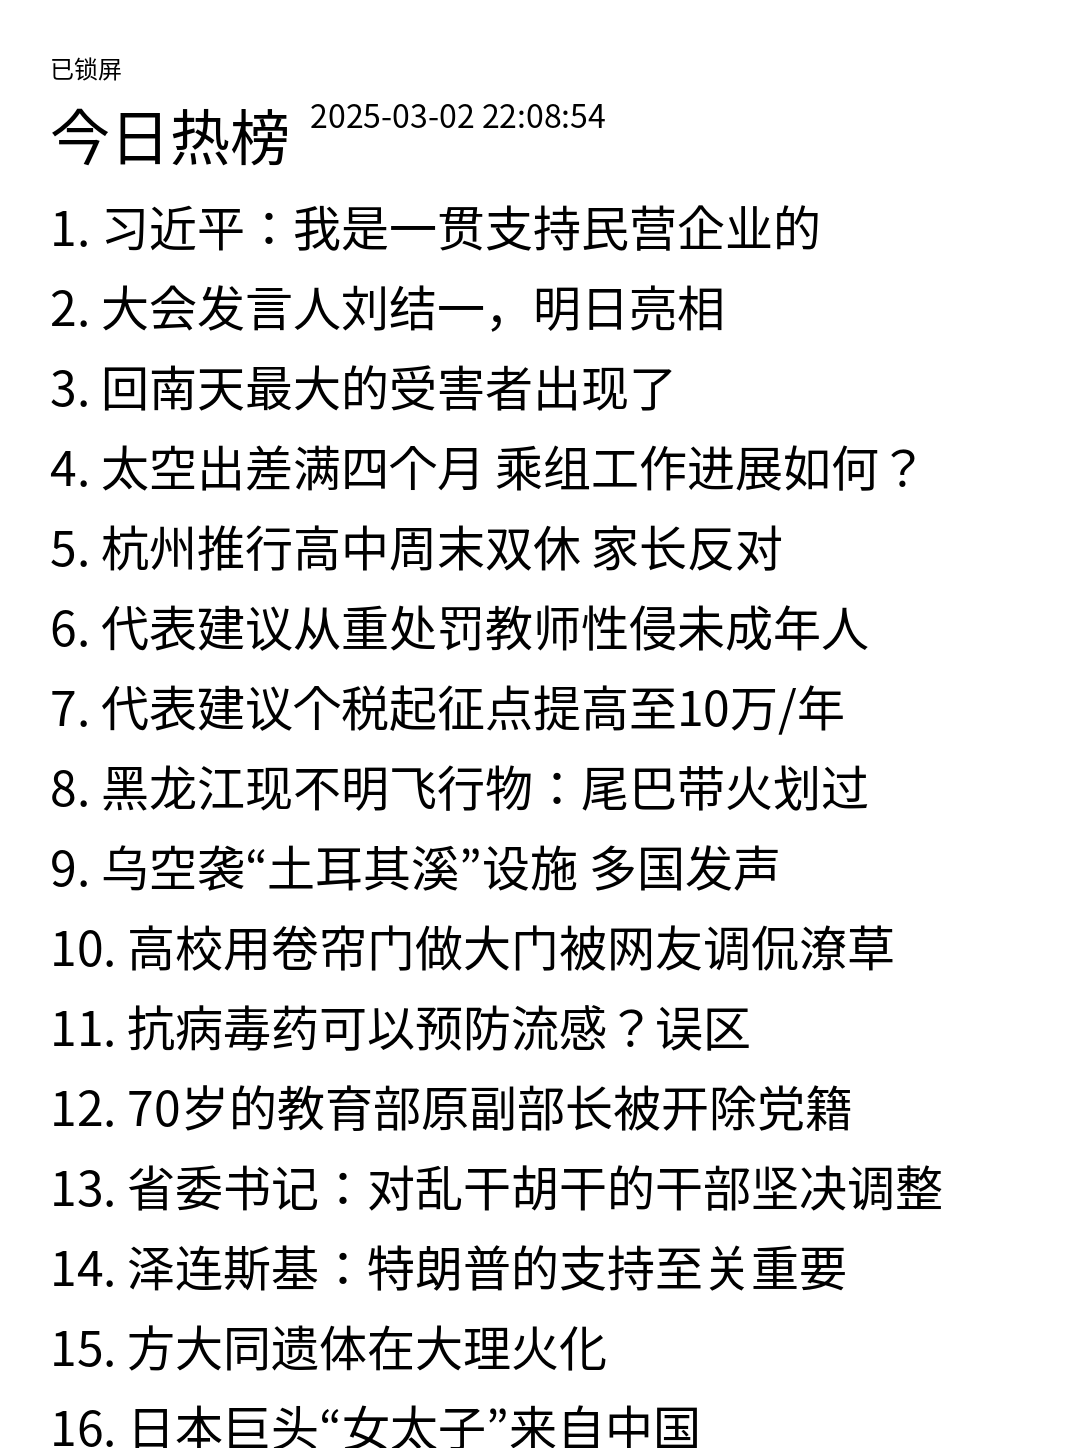 已锁屏
今日热榜 2025-03-02 22:08:54
1. 习近平：我是一贯支持民营企业的
2. 大会发言人刘结一，明日亮相
3. 回南天最大的受害者出现了
4. 太空出差满四个月 乘组工作进展如何？
5. 杭州推行高中周末双休 家长反对
6. 代表建议从重处罚教师性侵未成年人
7. 代表建议个税起征点提高至10万/年
8. 黑龙江现不明飞行物：尾巴带火划过
9. 乌空袭“土耳其溪”设施 多国发声
10. 高校用卷帘门做大门被网友调侃潦草
11. 抗病毒药可以预防流感？误区
12. 70岁的教育部原副部长被开除党籍
13. 省委书记：对乱干胡干的干部坚决调整
14. 泽连斯基：特朗普的支持至关重要
15. 方大同遗体在大理火化
16. 日本巨头“女太子”来自中国